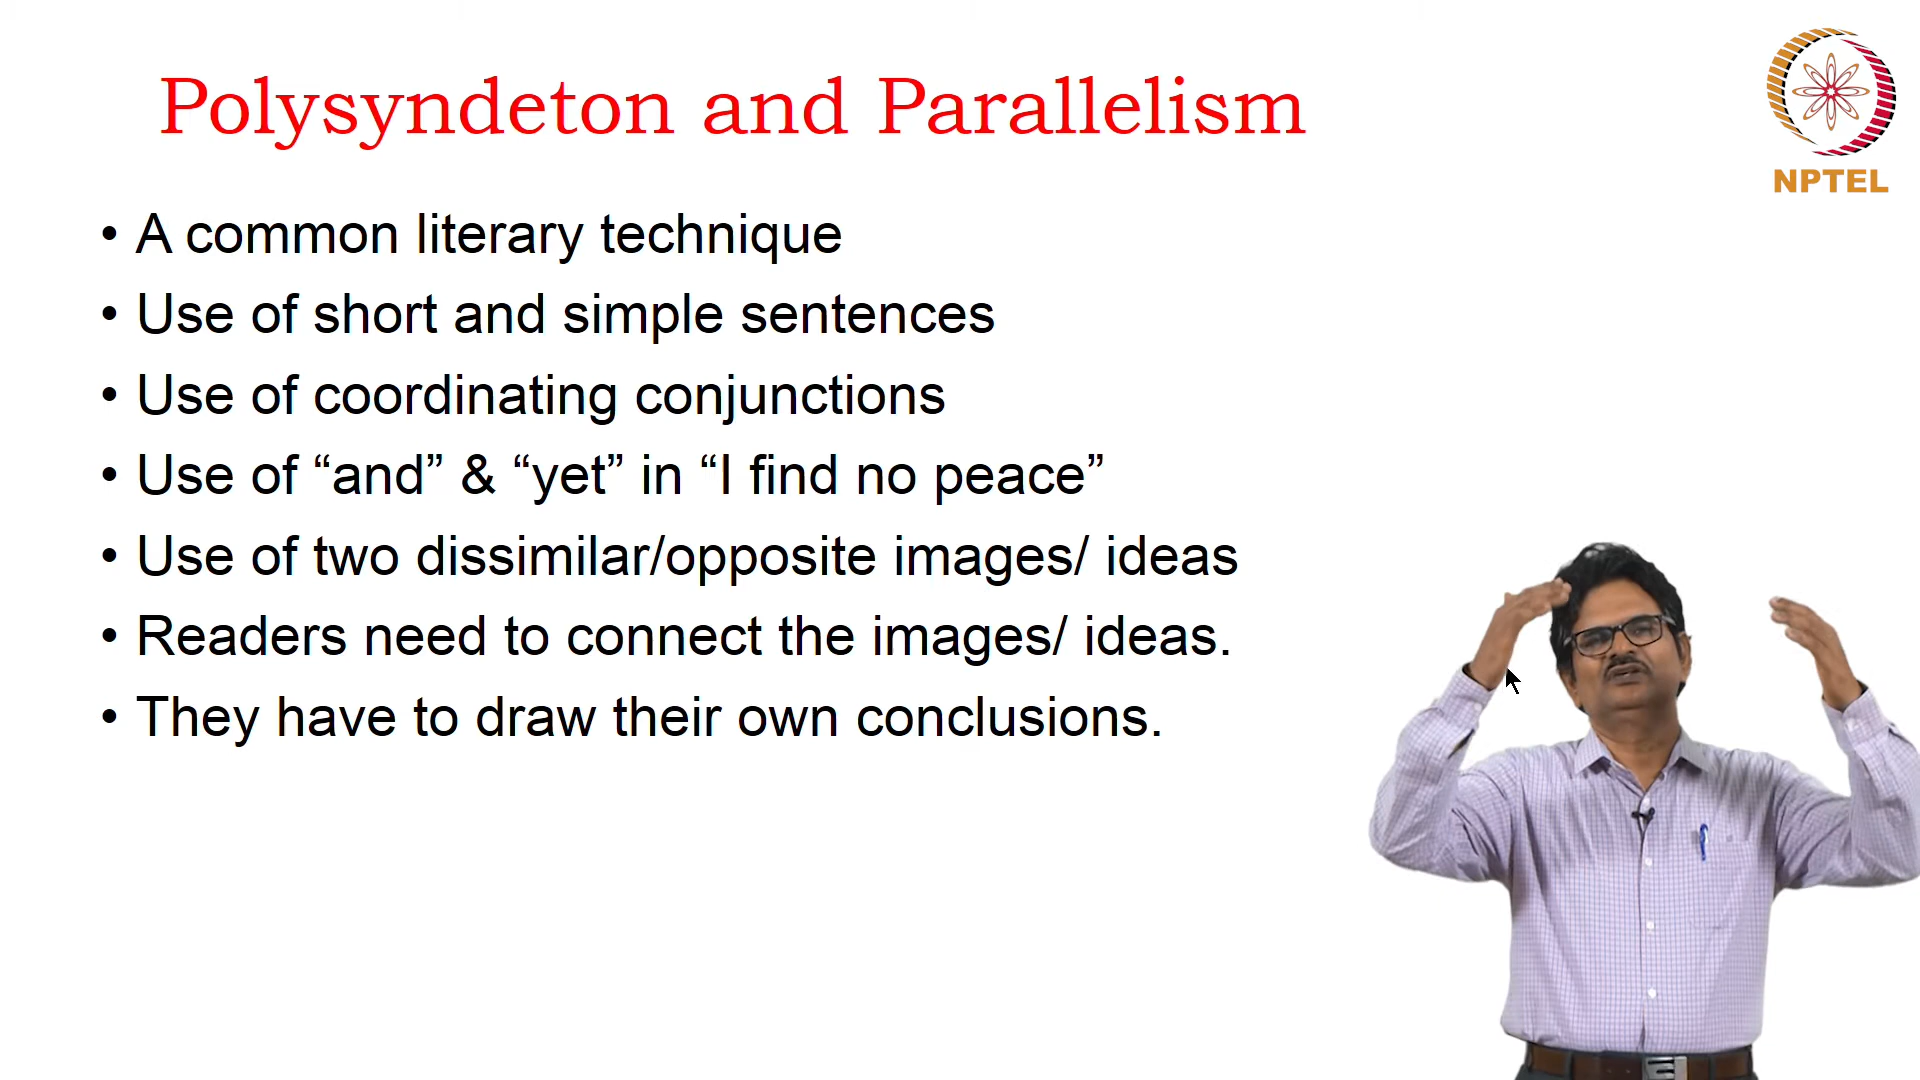 Polysyndeton and Parallelism
NPTEL
• A common literary technique
• Use of short and simple sentences
• Use of coordinating conjunctions
• Use of “and” & “yet” in “I find no peace”
• Use of two dissimilar/opposite images/ ideas
• Readers need to connect the images/ ideas.
• They have to draw their own conclusions.